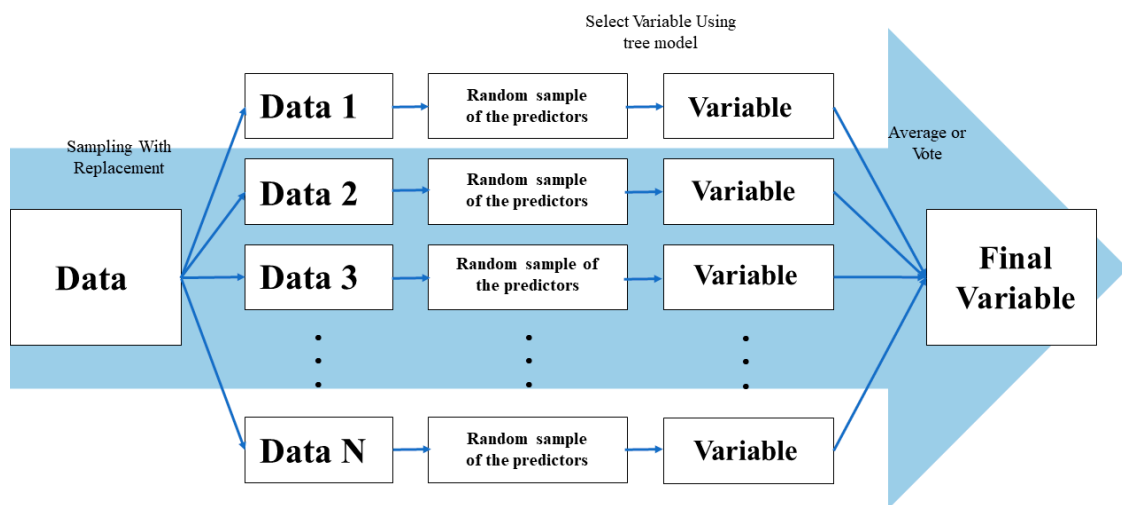 Select Variable Using
tree model
Sampling With
Replacement
Average or
Vote
Data
Data 1
Random sample
of the predictors
Variable
Data 2
Random sample
of the predictors
Variable
Data 3
Random sample of
the predictors
Variable
Data N
Random sample
of the predictors
Variable
Final
Variable